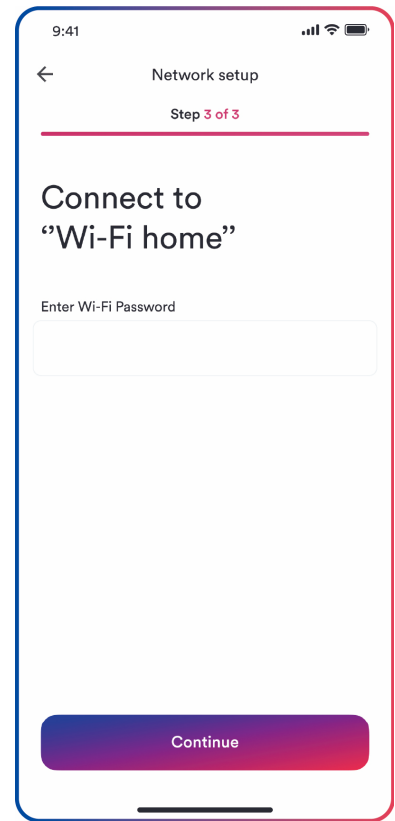 9:41
Network setup
Step 3 of 3
Connect to
‘’Wi-Fi home’’
Enter Wi-Fi Password
Continue